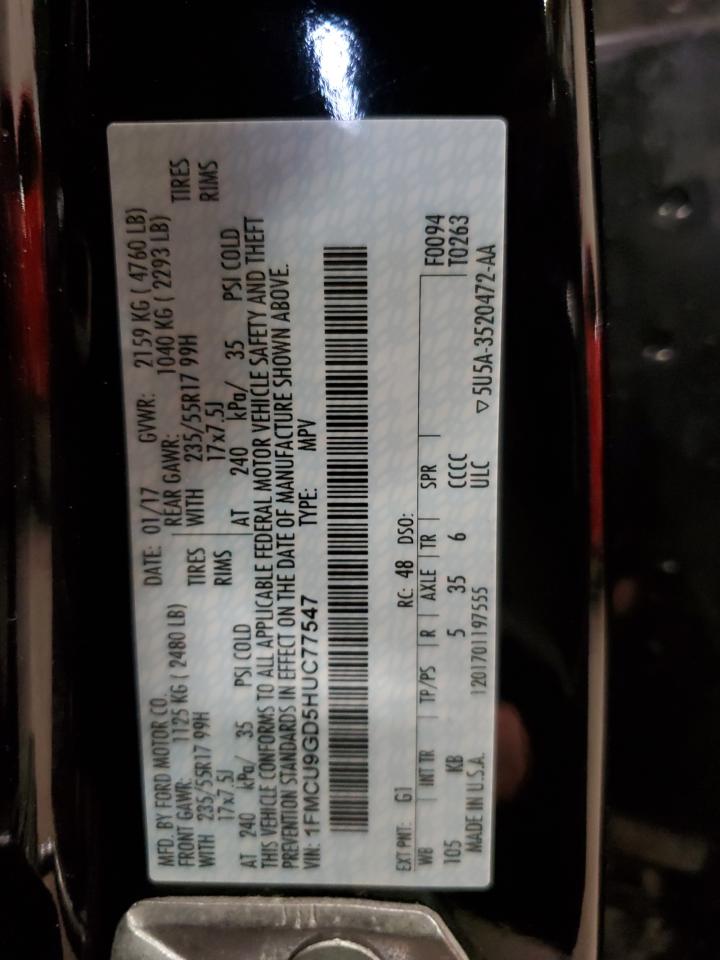 MFD. BY FORD MOTOR CO. DATE: 01/17 GVWR: 2159 KG ( 4760 LB)
FRONT GAWR: 1125 KG ( 2480 LB) REAR GAWR: 1040 KG ( 2293 LB)
WITH 235/55R17 99H TIRES WITH 235/55R17 99H TIRES
17x7.5J RIMS 17x7.5J RIMS
AT 240 kPa/ 35 PSI COLD AT 240 kPa/ 35 PSI COLD
THIS VEHICLE CONFORMS TO ALL APPLICABLE FEDERAL MOTOR VEHICLE SAFETY AND THEFT
PREVENTION STANDARDS IN EFFECT ON THE DATE OF MANUFACTURE SHOWN ABOVE.
VIN: 1FMCU9GD5HUC77547 TYPE: MPV
EXT PNT: G1 RC: 48 DSO: F0094
WB INT TR TP/PS R AXLE TR SPR T0263
105 KB 5 35 6 CCCC
MADE IN U.S.A. 1201701197555 ULC ▽5U5A-3520472-AA